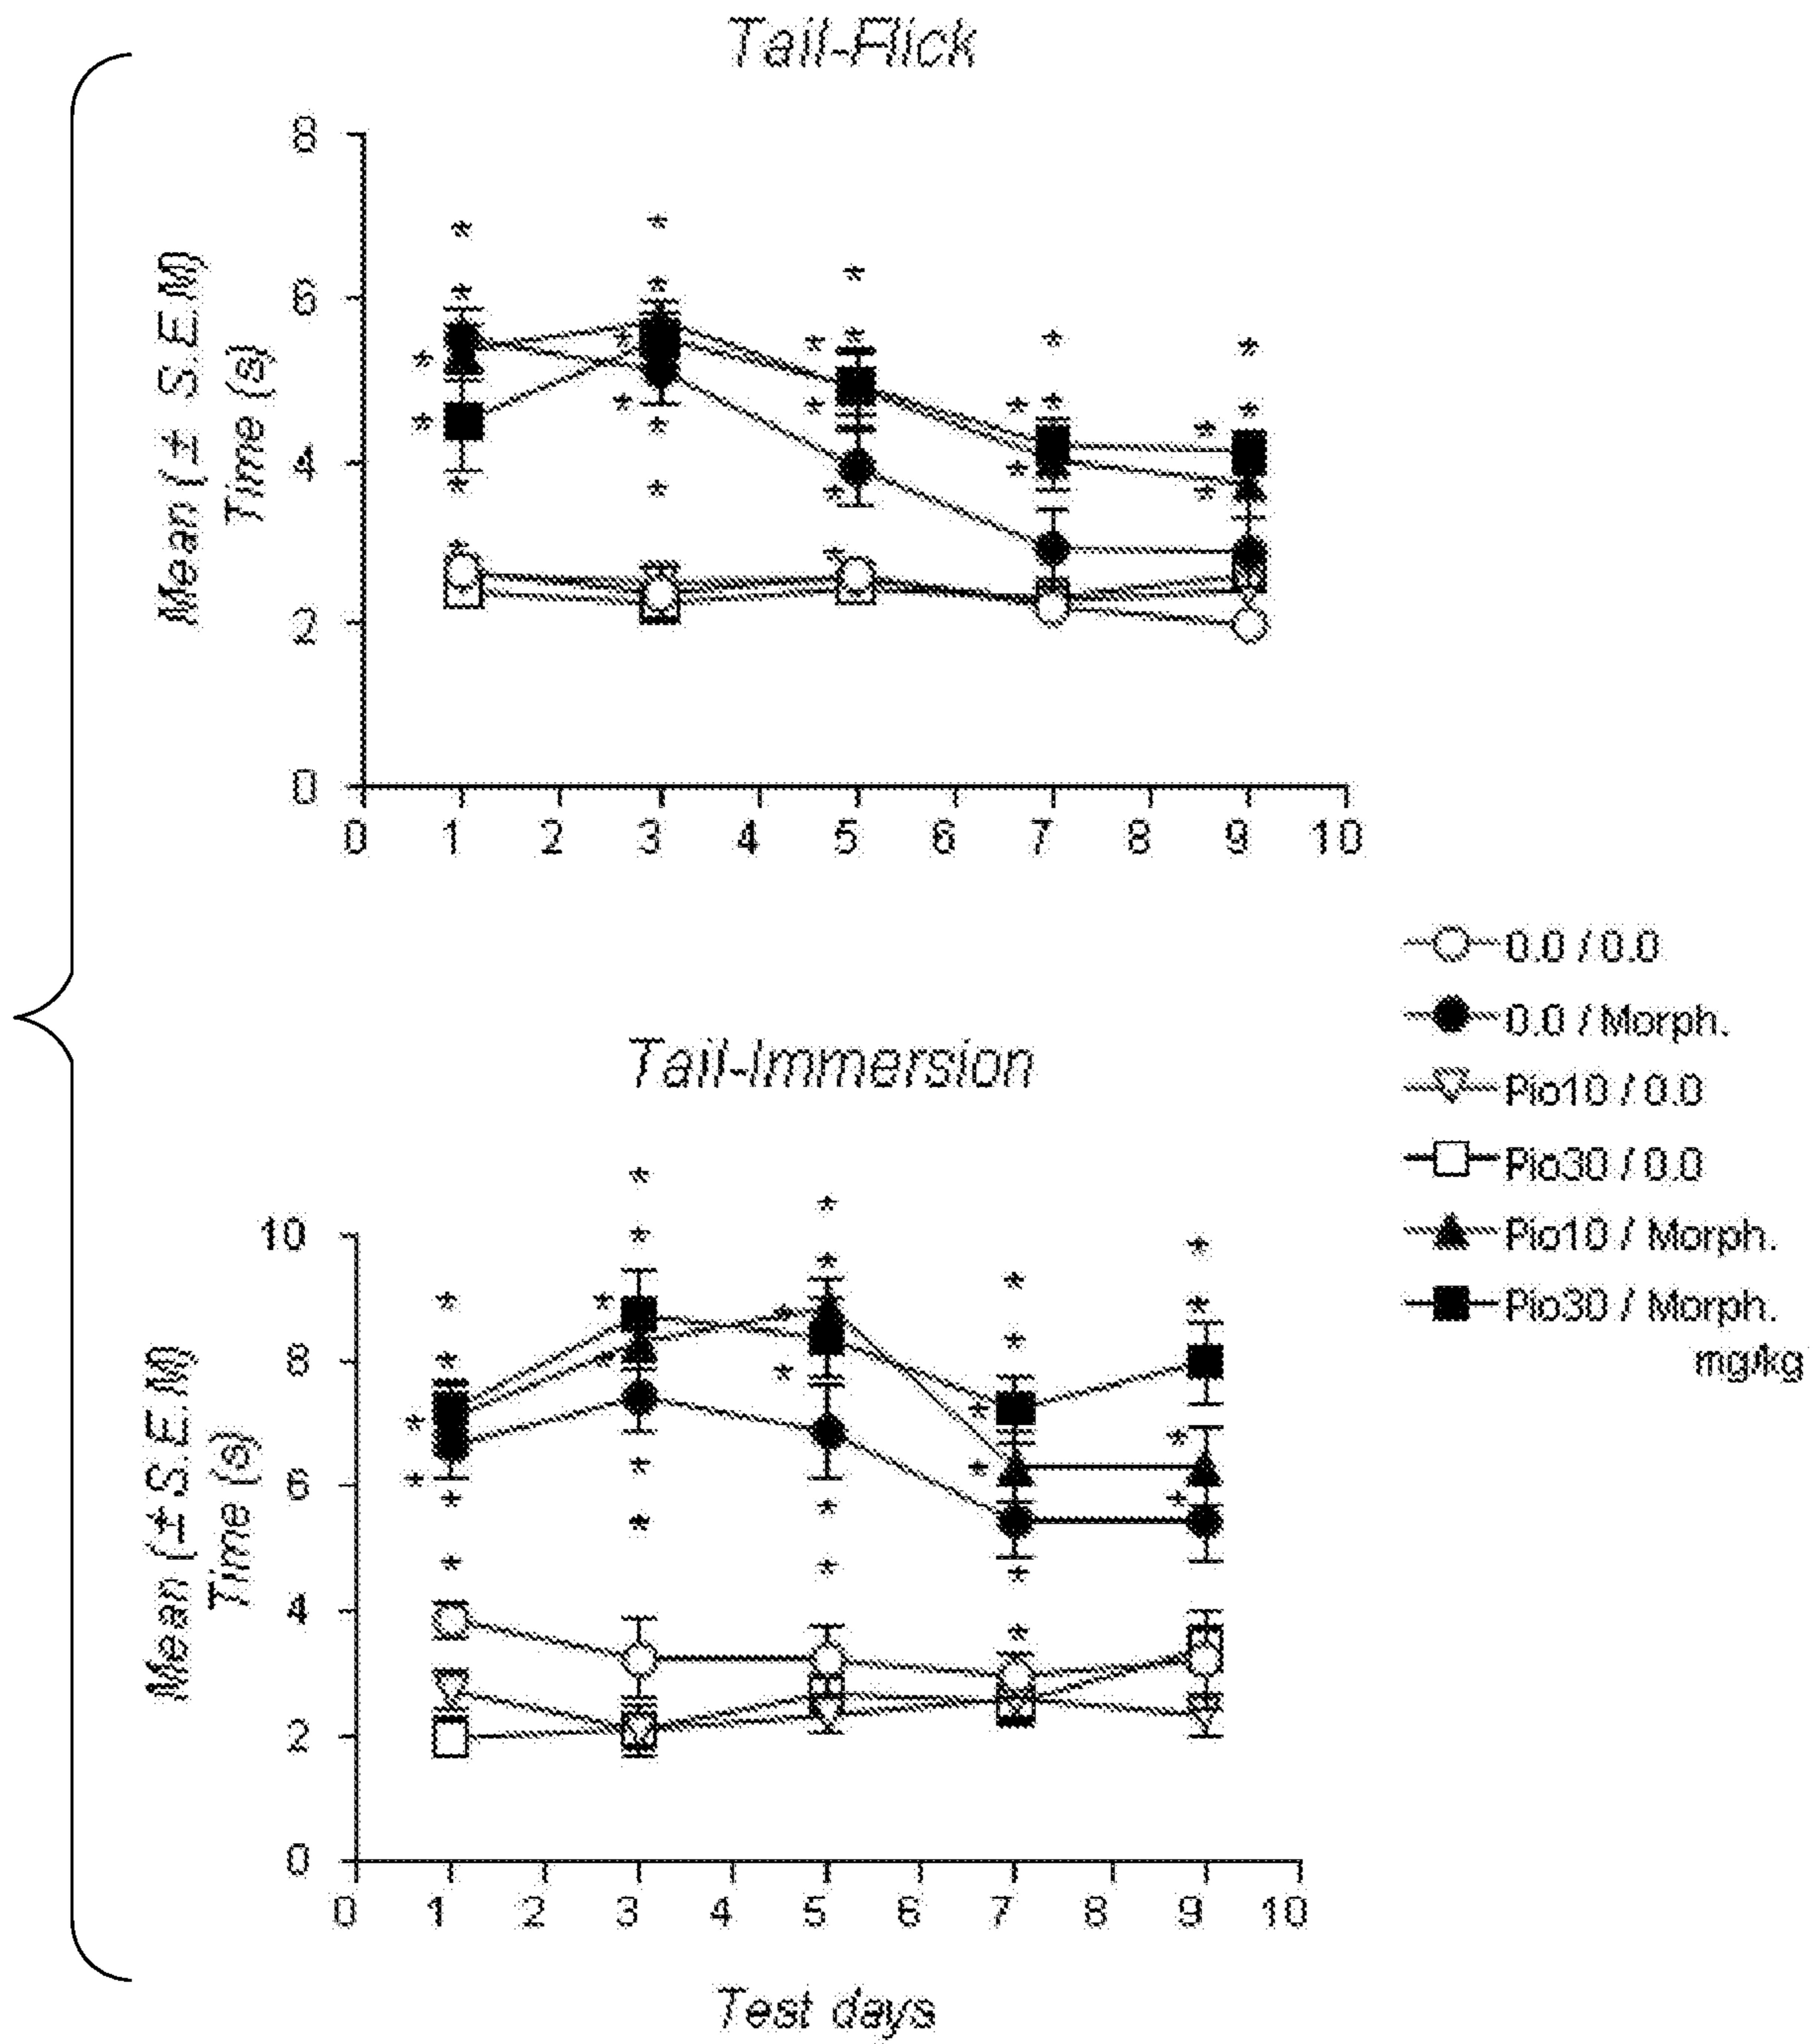 Tail-Flick
Mean (± S.E.M)
Time (s)
8
6
4
2
0
0 1 2 3 4 5 6 7 8 9 10
0.0 / 0.0
0.0 / Morph.
Pio10 / 0.0
Pio30 / 0.0
Pio10 / Morph.
Pio30 / Morph.
mg/kg
Tail-Immersion
Mean (± S.E.M)
Time (s)
10
8
6
4
2
0
0 1 2 3 4 5 6 7 8 9 10
Test days